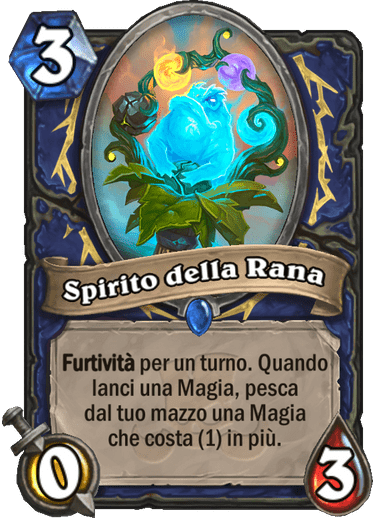 3
Spirito della Rana
Furtività per un turno. Quando
lanci una Magia, pesca
dal tuo mazzo una Magia
che costa (1) in più.
0
3